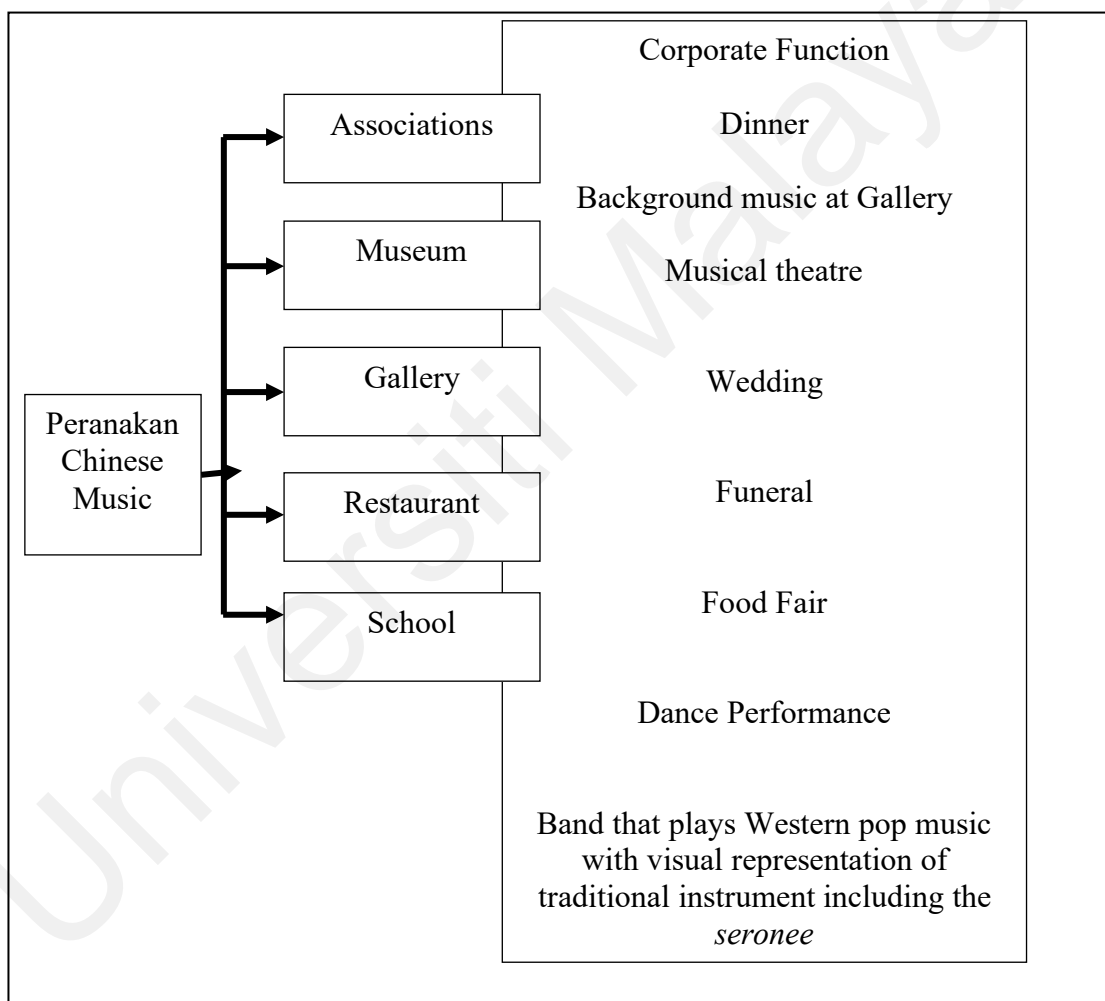 Peranakan
Chinese
Music
Associations
Museum
Gallery
Restaurant
School
Corporate Function
Dinner
Background music at Gallery
Musical theatre
Wedding
Funeral
Food Fair
Dance Performance
Band that plays Western pop music
with visual representation of
traditional instrument including the
seronee
Universiti Malaya